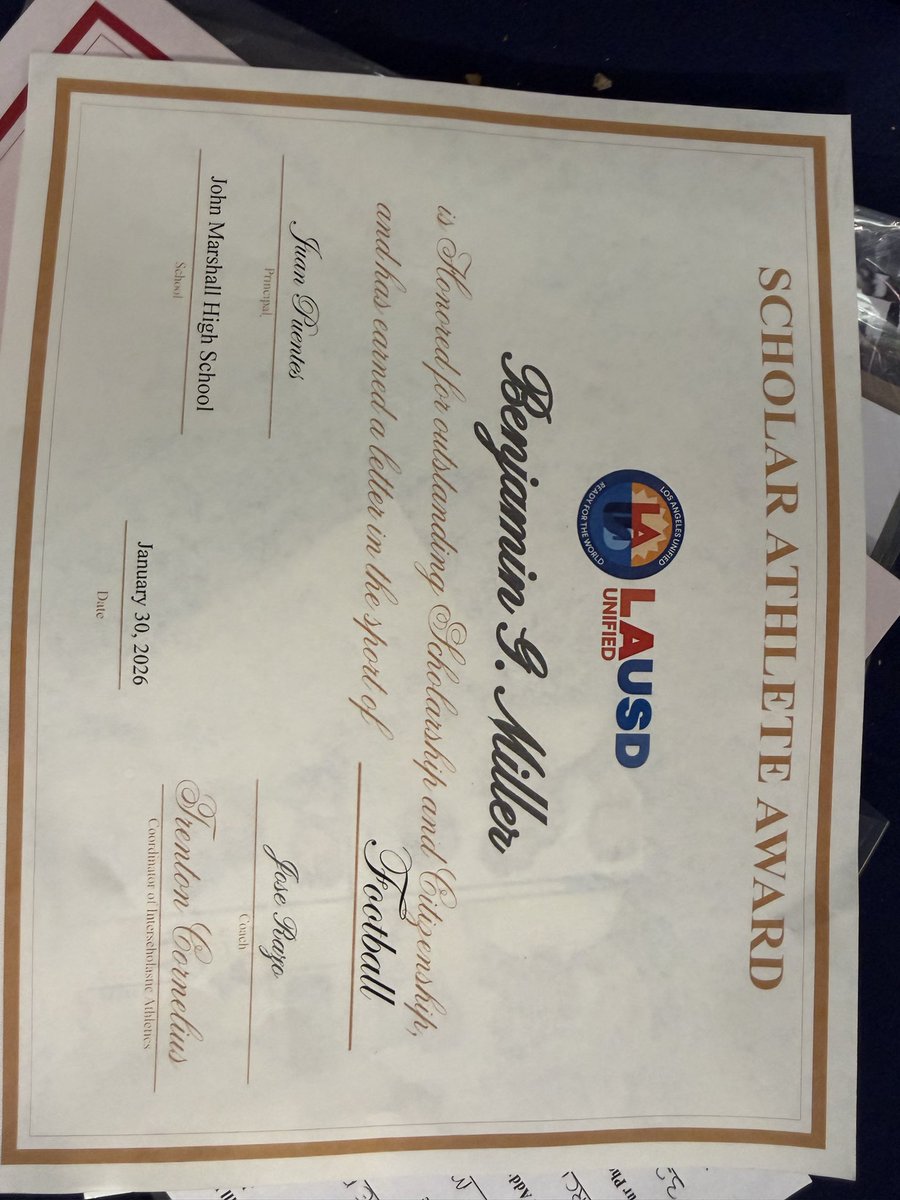 SCHOLAR ATHLETE AWARD
LOS ANGELES UNIFIED
LA
U
READY FOR THE WORLD
LAUSD
UNIFIED
Benjamin G. Miller
is Honored for outstanding Scholarship and Citizenship,
and has earned a letter in the sport of Football
Juan Puentes
Principal
Jose Razo
Coach
John Marshall High School
School
Trenton Cornelius
Coordinator of Interscholastic Athletics
January 30, 2026
Date